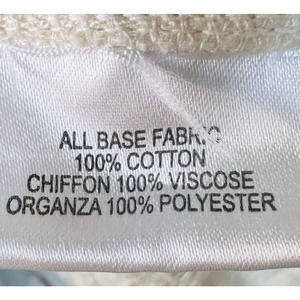 ALL BASE FABRIC
100% COTTON
CHIFFON 100% VISCOSE
ORGANZA 100% POLYESTER